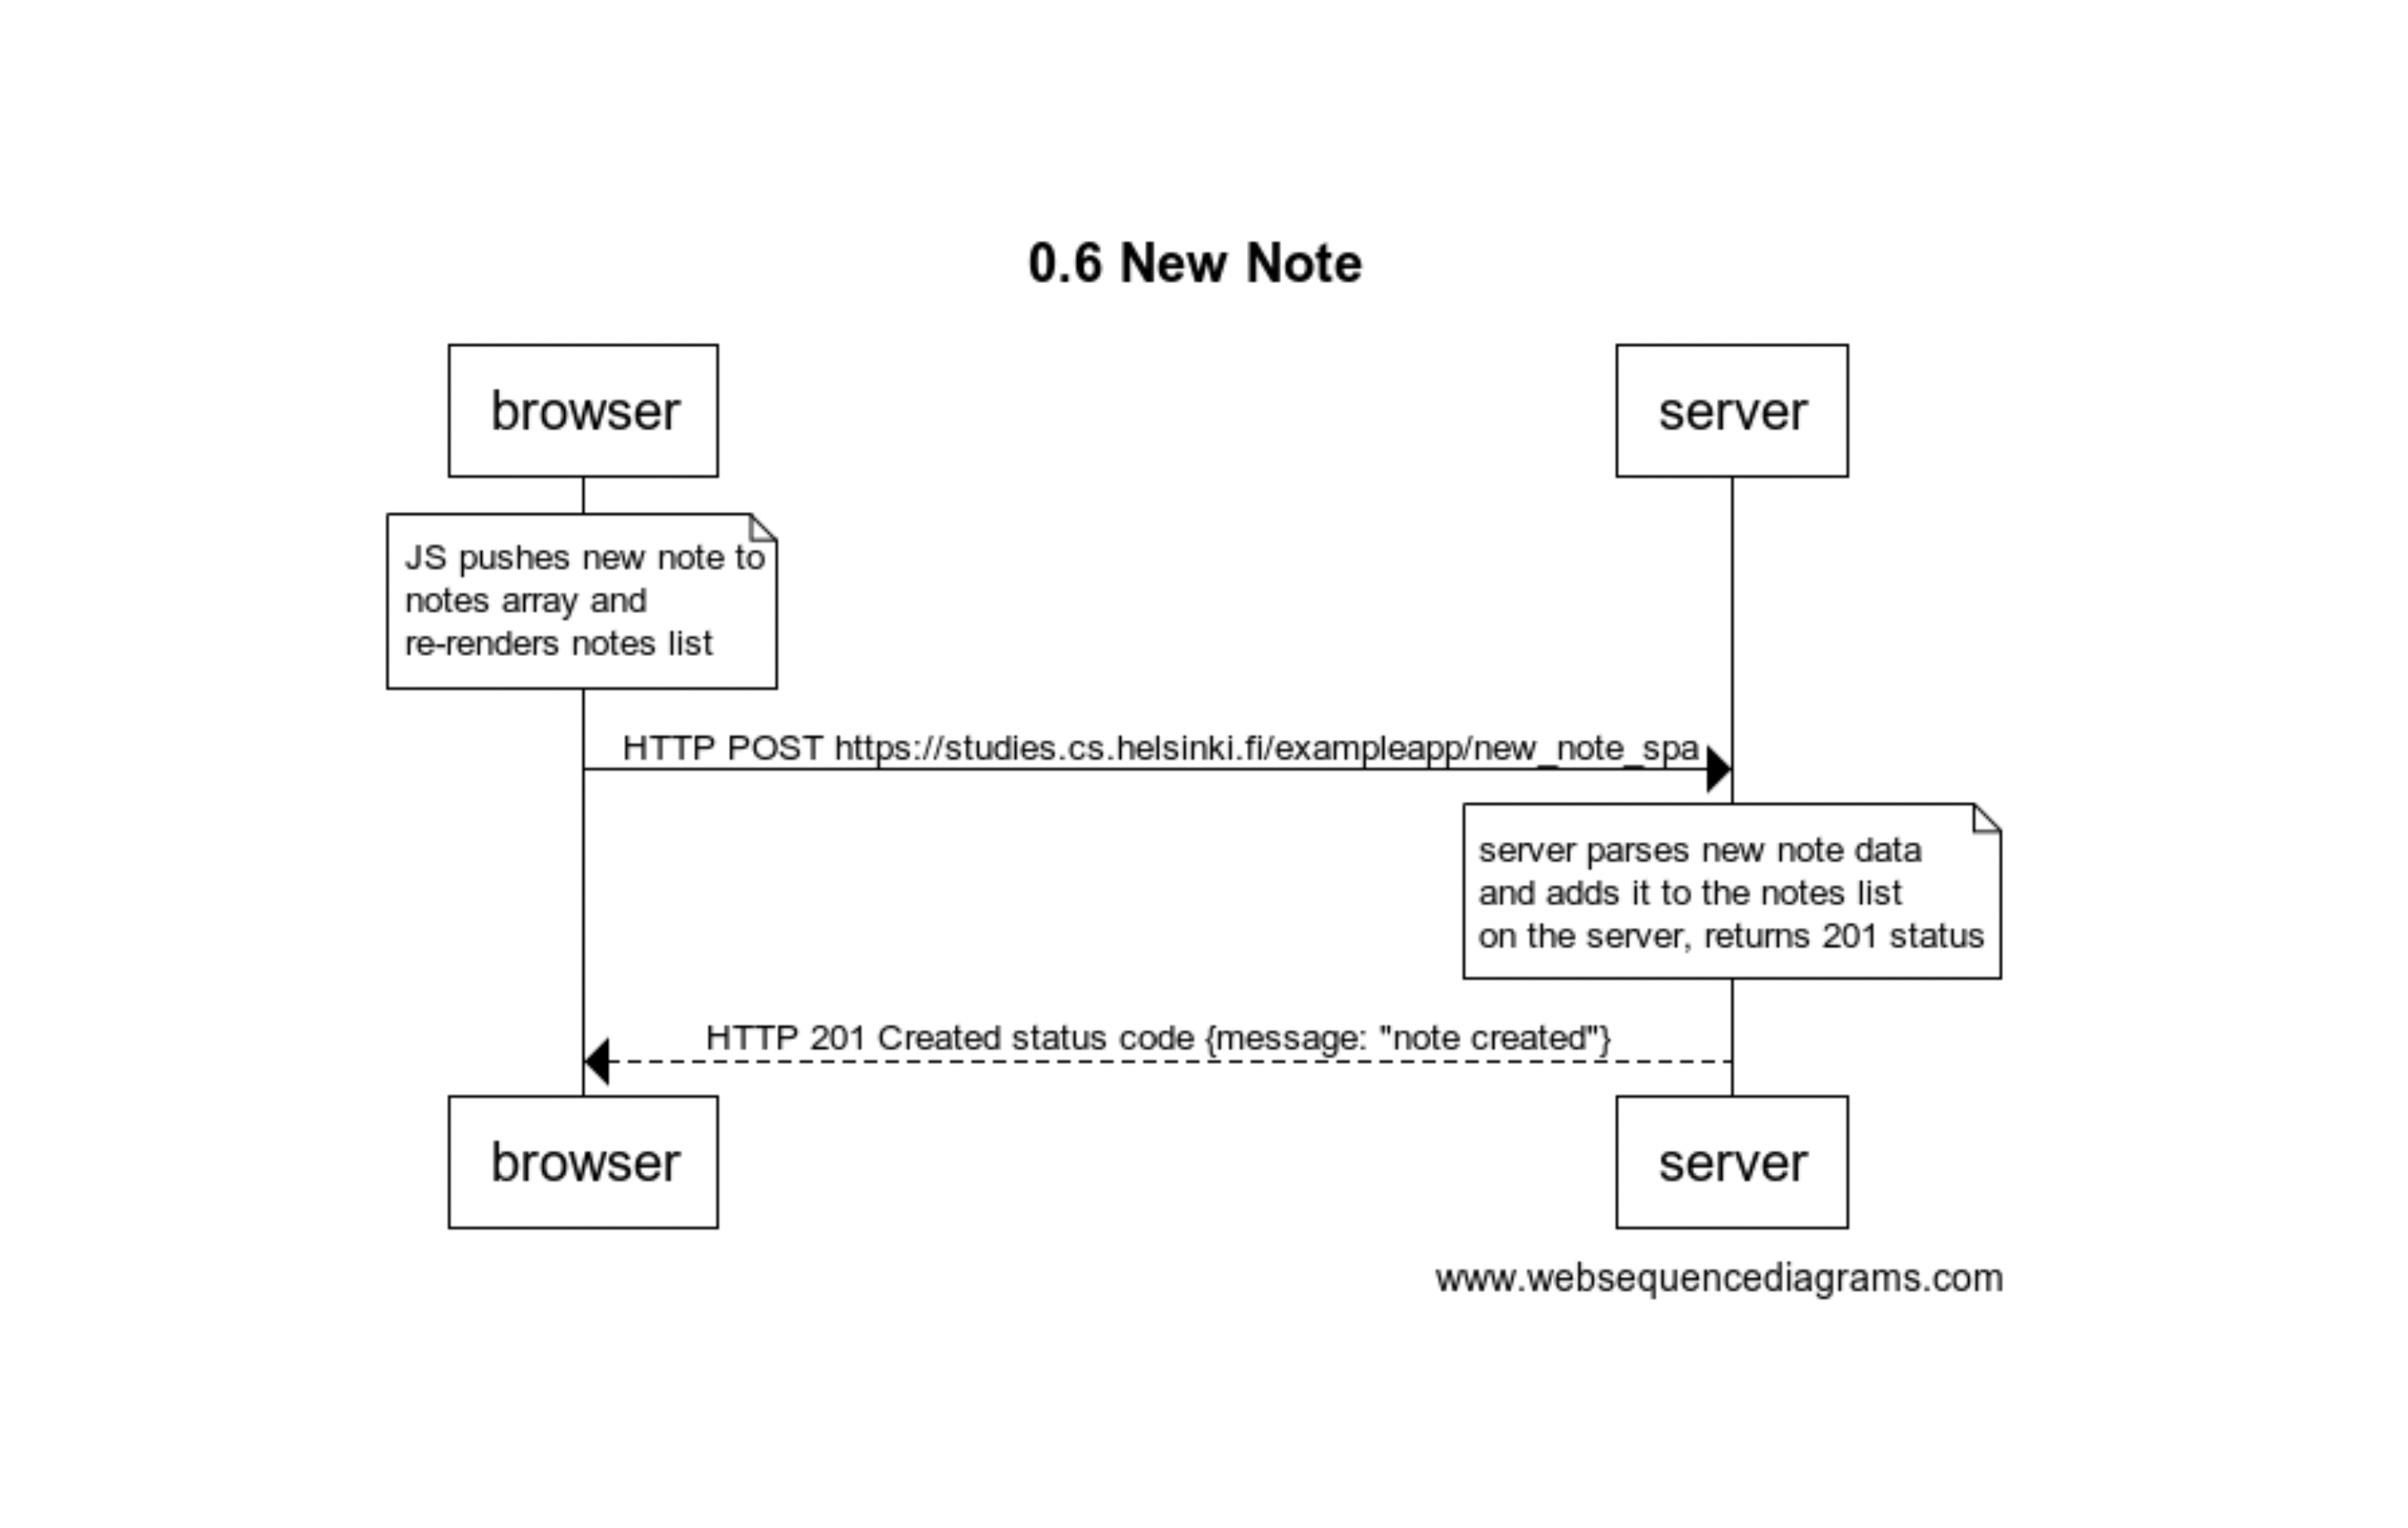 0.6 New Note
browser
server
JS pushes new note to
notes array and
re-renders notes list
HTTP POST https://studies.cs.helsinki.fi/exampleapp/new_note_spa
server parses new note data
and adds it to the notes list
on the server, returns 201 status
HTTP 201 Created status code {message: "note created"}
browser
server
www.websequencediagrams.com